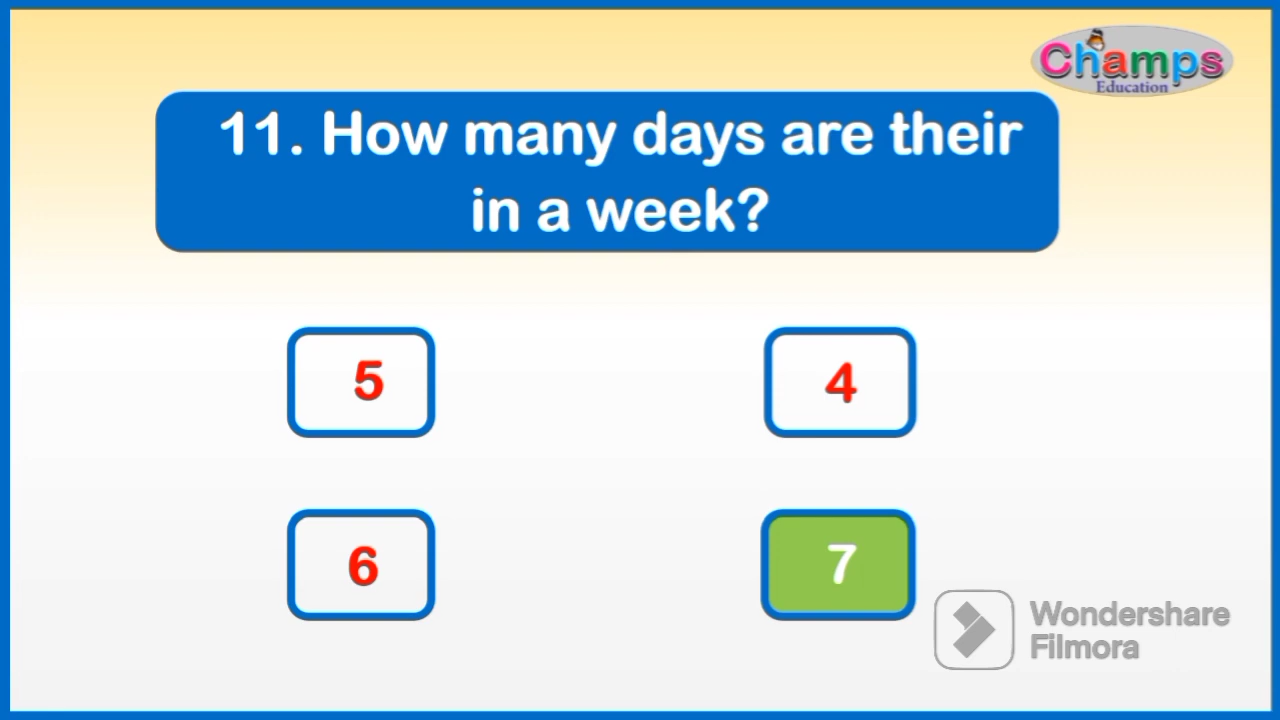 Champs
Education
11. How many days are their
in a week?
5
4
6
7
Wondershare
Filmora